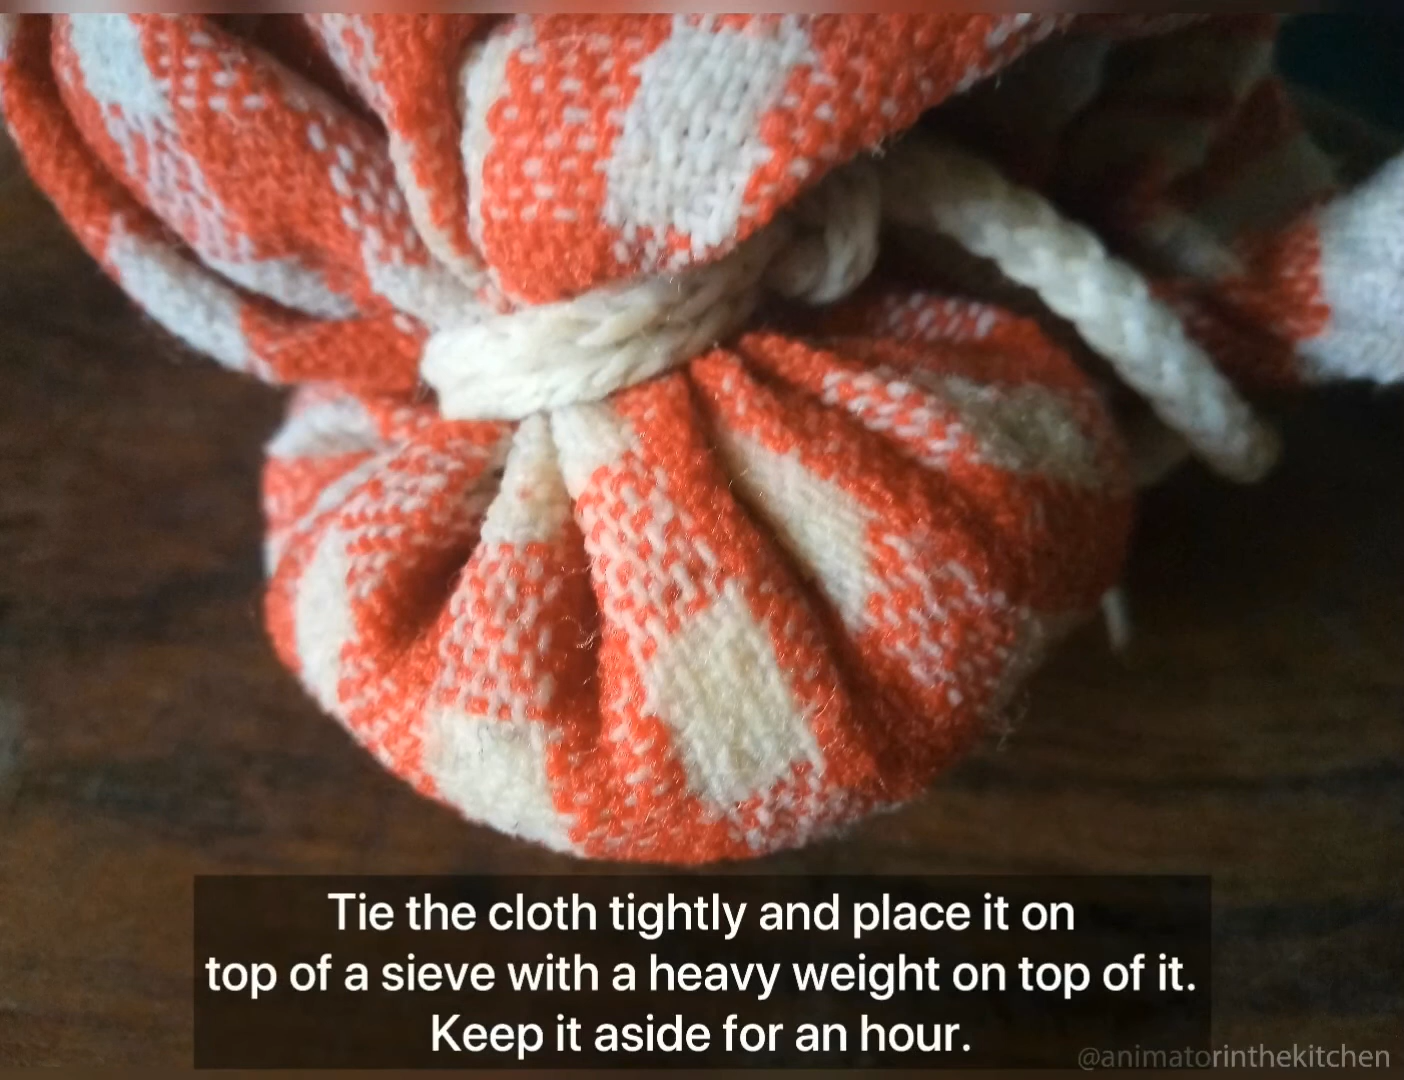 Tie the cloth tightly and place it on
top of a sieve with a heavy weight on top of it.
Keep it aside for an hour.
@animatorinthekitchen